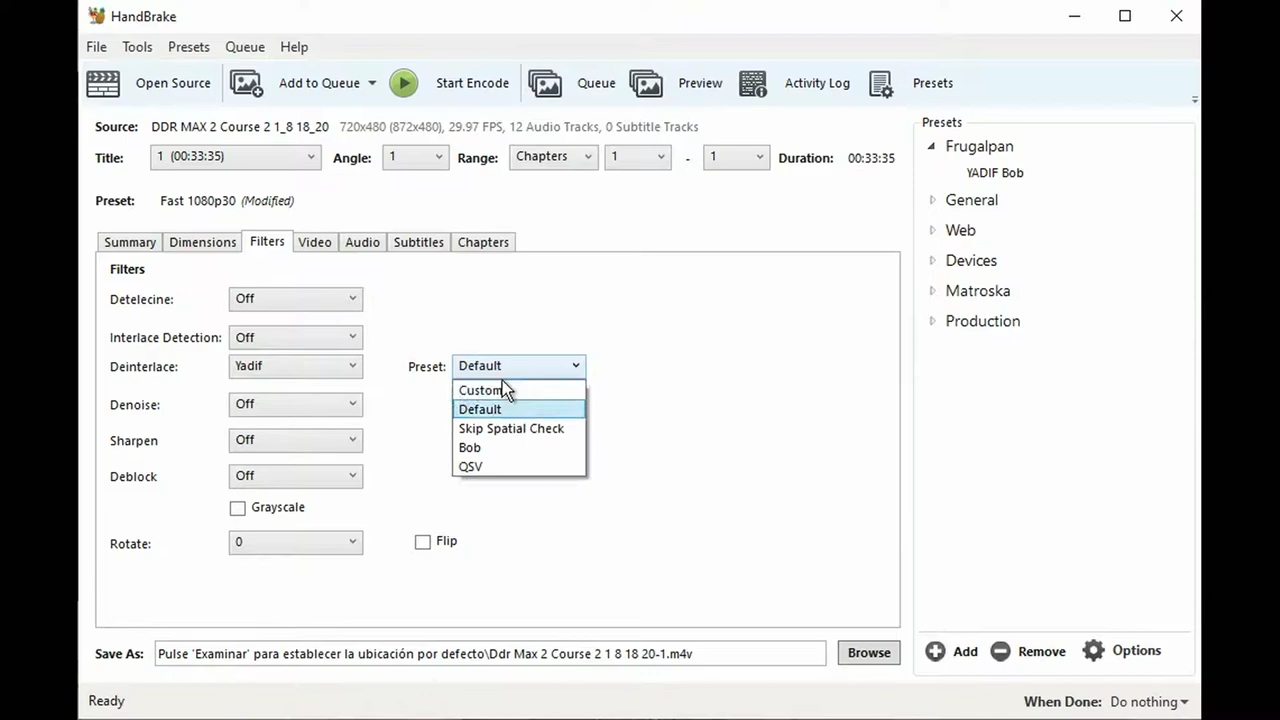 HandBrake
File Tools Presets Queue Help
Open Source Add to Queue Start Encode Queue Preview Activity Log Presets
Source: DDR MAX 2 Course 2 1_8 18_20 720x480 (872x480), 29.97 FPS, 12 Audio Tracks, 0 Subtitle Tracks
Title: 1 (00:33:35) Angle: 1 Range: Chapters 1 - 1 Duration: 00:33:35
Preset: Fast 1080p30 (Modified)
Summary Dimensions Filters Video Audio Subtitles Chapters
Filters
Detelecine: Off
Interlace Detection: Off
Deinterlace: Yadif Preset: Default
Custom
Default
Skip Spatial Check
Bob
QSV
Denoise: Off
Sharpen Off
Deblock Off
Grayscale
Rotate: 0 Flip
Presets
Frugalpan
YADIF Bob
General
Web
Devices
Matroska
Production
Add Remove Options
Save As: Pulse 'Examinar' para establecer la ubicación por defecto\Ddr Max 2 Course 2 1 8 18 20-1.m4v Browse
Ready When Done: Do nothing